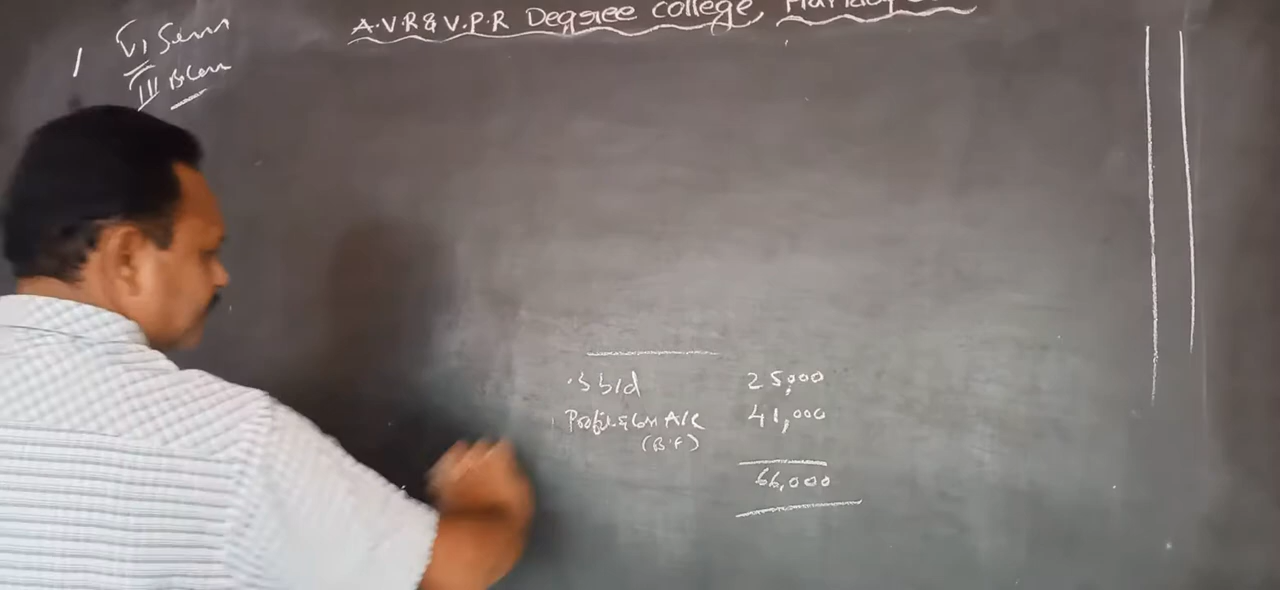 VI Sem
III B.Com
A.V.R & V.P.R Degree College,
b/d 25,000
Profit & Loss A/c 41,000
(B.F)
66,000